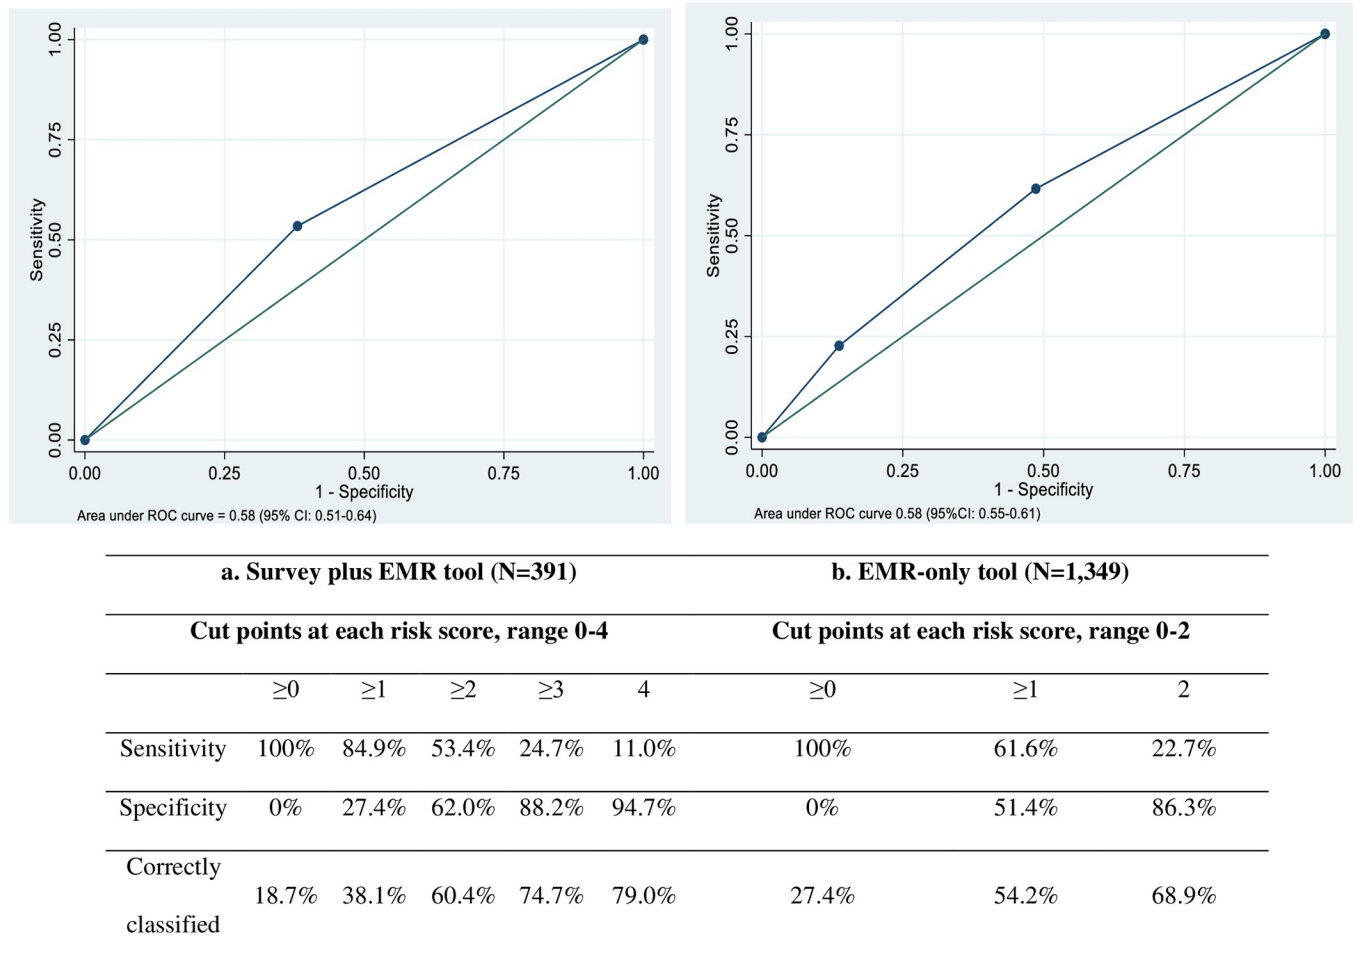 1.00
0.75
Sensitivity
0.50
0.25
0.00
0.00 0.25 0.50 0.75 1.00
1 - Specificity
Area under ROC curve = 0.58 (95% CI: 0.51-0.64)
1.00
0.75
Sensitivity
0.50
0.25
0.00
0.00 0.25 0.50 0.75 1.00
1 - Specificity
Area under ROC curve 0.58 (95%CI: 0.55-0.61)
a. Survey plus EMR tool (N=391) b. EMR-only tool (N=1,349)
Cut points at each risk score, range 0-4 Cut points at each risk score, range 0-2
≥0 ≥1 ≥2 ≥3 4 ≥0 ≥1 2
Sensitivity 100% 84.9% 53.4% 24.7% 11.0% 100% 61.6% 22.7%
Specificity 0% 27.4% 62.0% 88.2% 94.7% 0% 51.4% 86.3%
Correctly
18.7% 38.1% 60.4% 74.7% 79.0% 27.4% 54.2% 68.9%
classified